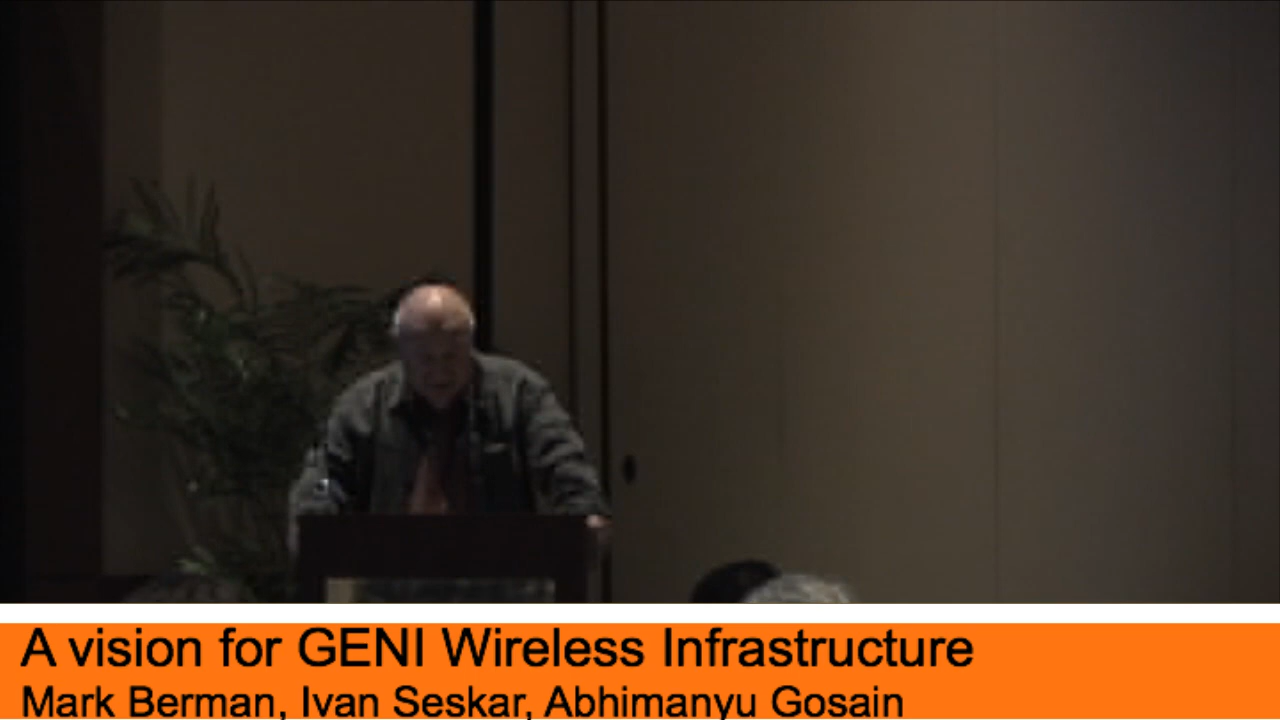 A vision for GENI Wireless Infrastructure
Mark Berman, Ivan Seskar, Abhimanyu Gosain